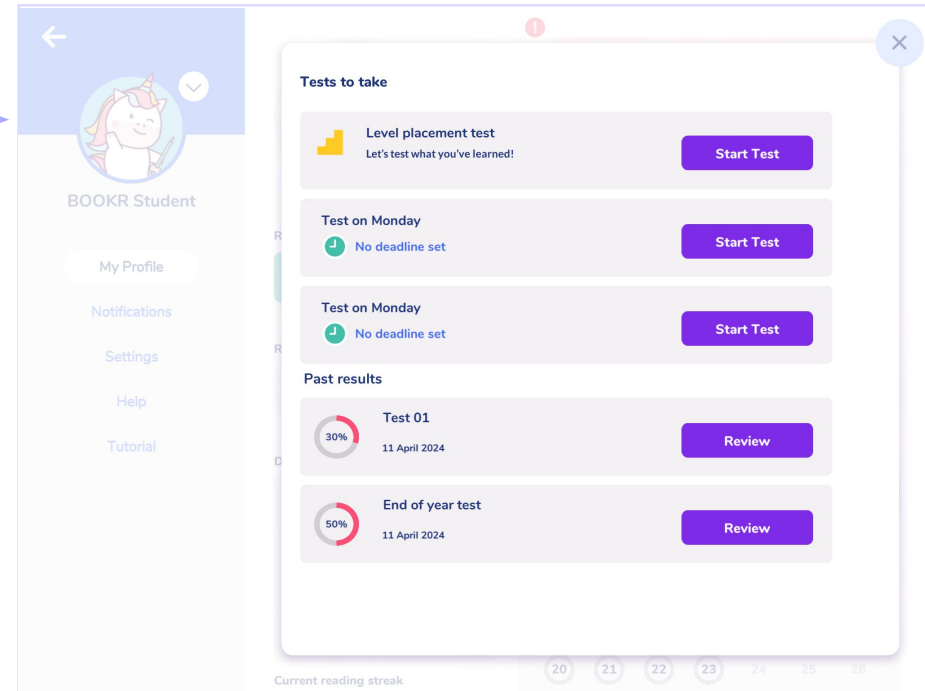 !
Tests to take
Level placement test
Let's test what you've learned!
Start Test
Test on Monday
No deadline set
Start Test
Test on Monday
No deadline set
Start Test
Past results
30%
Test 01
11 April 2024
Review
50%
End of year test
11 April 2024
Review
BOOKR Student
My Profile
Notifications
Settings
Help
Tutorial
R
R
D
Current reading streak
20 21 22 23 24 25 26